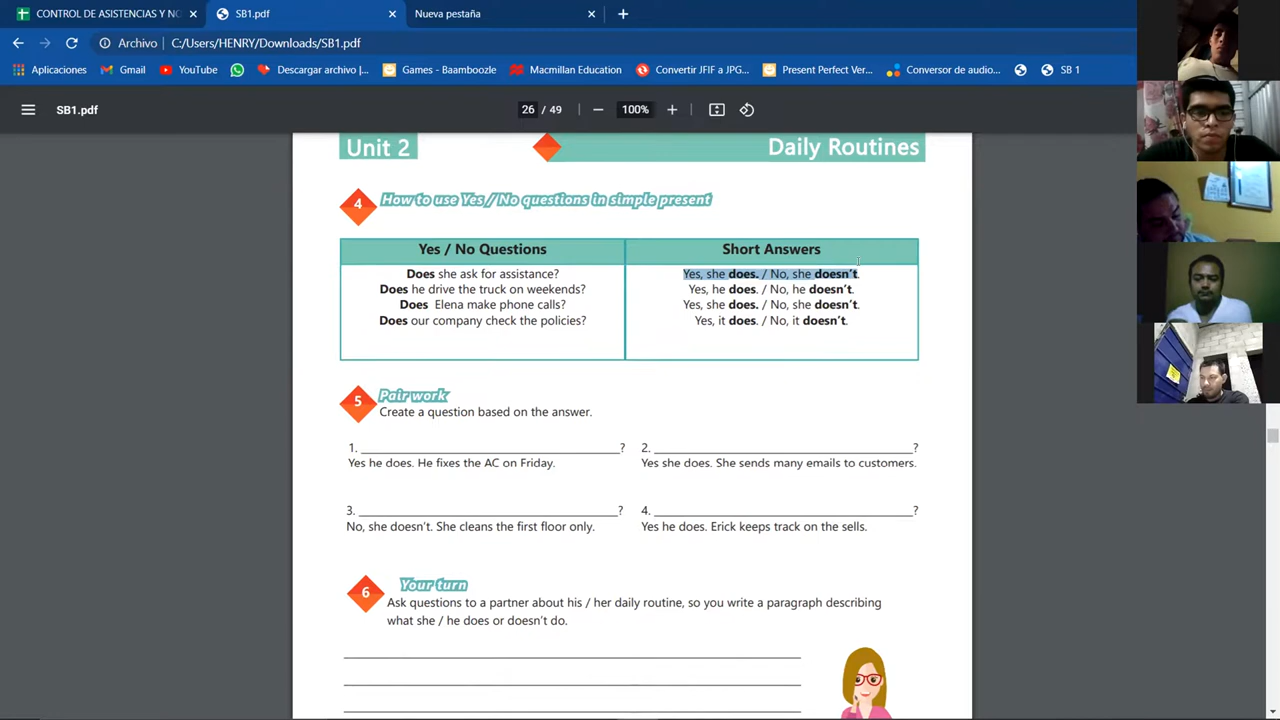 CONTROL DE ASISTENCIAS Y NO
SB1.pdf
Nueva pestaña
Archivo
C:/Users/HENRY/Downloads/SB1.pdf
Aplicaciones
Gmail
YouTube
Descargar archivo |...
Games - Baamboozle
Macmillan Education
Convertir JFIF a JPG...
Present Perfect Ver...
Conversor de audio...
SB 1
SB1.pdf
26 / 49
100%
Unit 2
Daily Routines
4 How to use Yes / No questions in simple present
Yes / No Questions
Short Answers
Does she ask for assistance?
Yes, she does. / No, she doesn't.
Does he drive the truck on weekends?
Yes, he does. / No, he doesn't.
Does Elena make phone calls?
Yes, she does. / No, she doesn't.
Does our company check the policies?
Yes, it does. / No, it doesn't.
5 Pair work
Create a question based on the answer.
1. ?
2. ?
Yes he does. He fixes the AC on Friday.
Yes she does. She sends many emails to customers.
3. ?
4. ?
No, she doesn't. She cleans the first floor only.
Yes he does. Erick keeps track on the sells.
6 Your turn
Ask questions to a partner about his / her daily routine, so you write a paragraph describing
what she / he does or doesn't do.